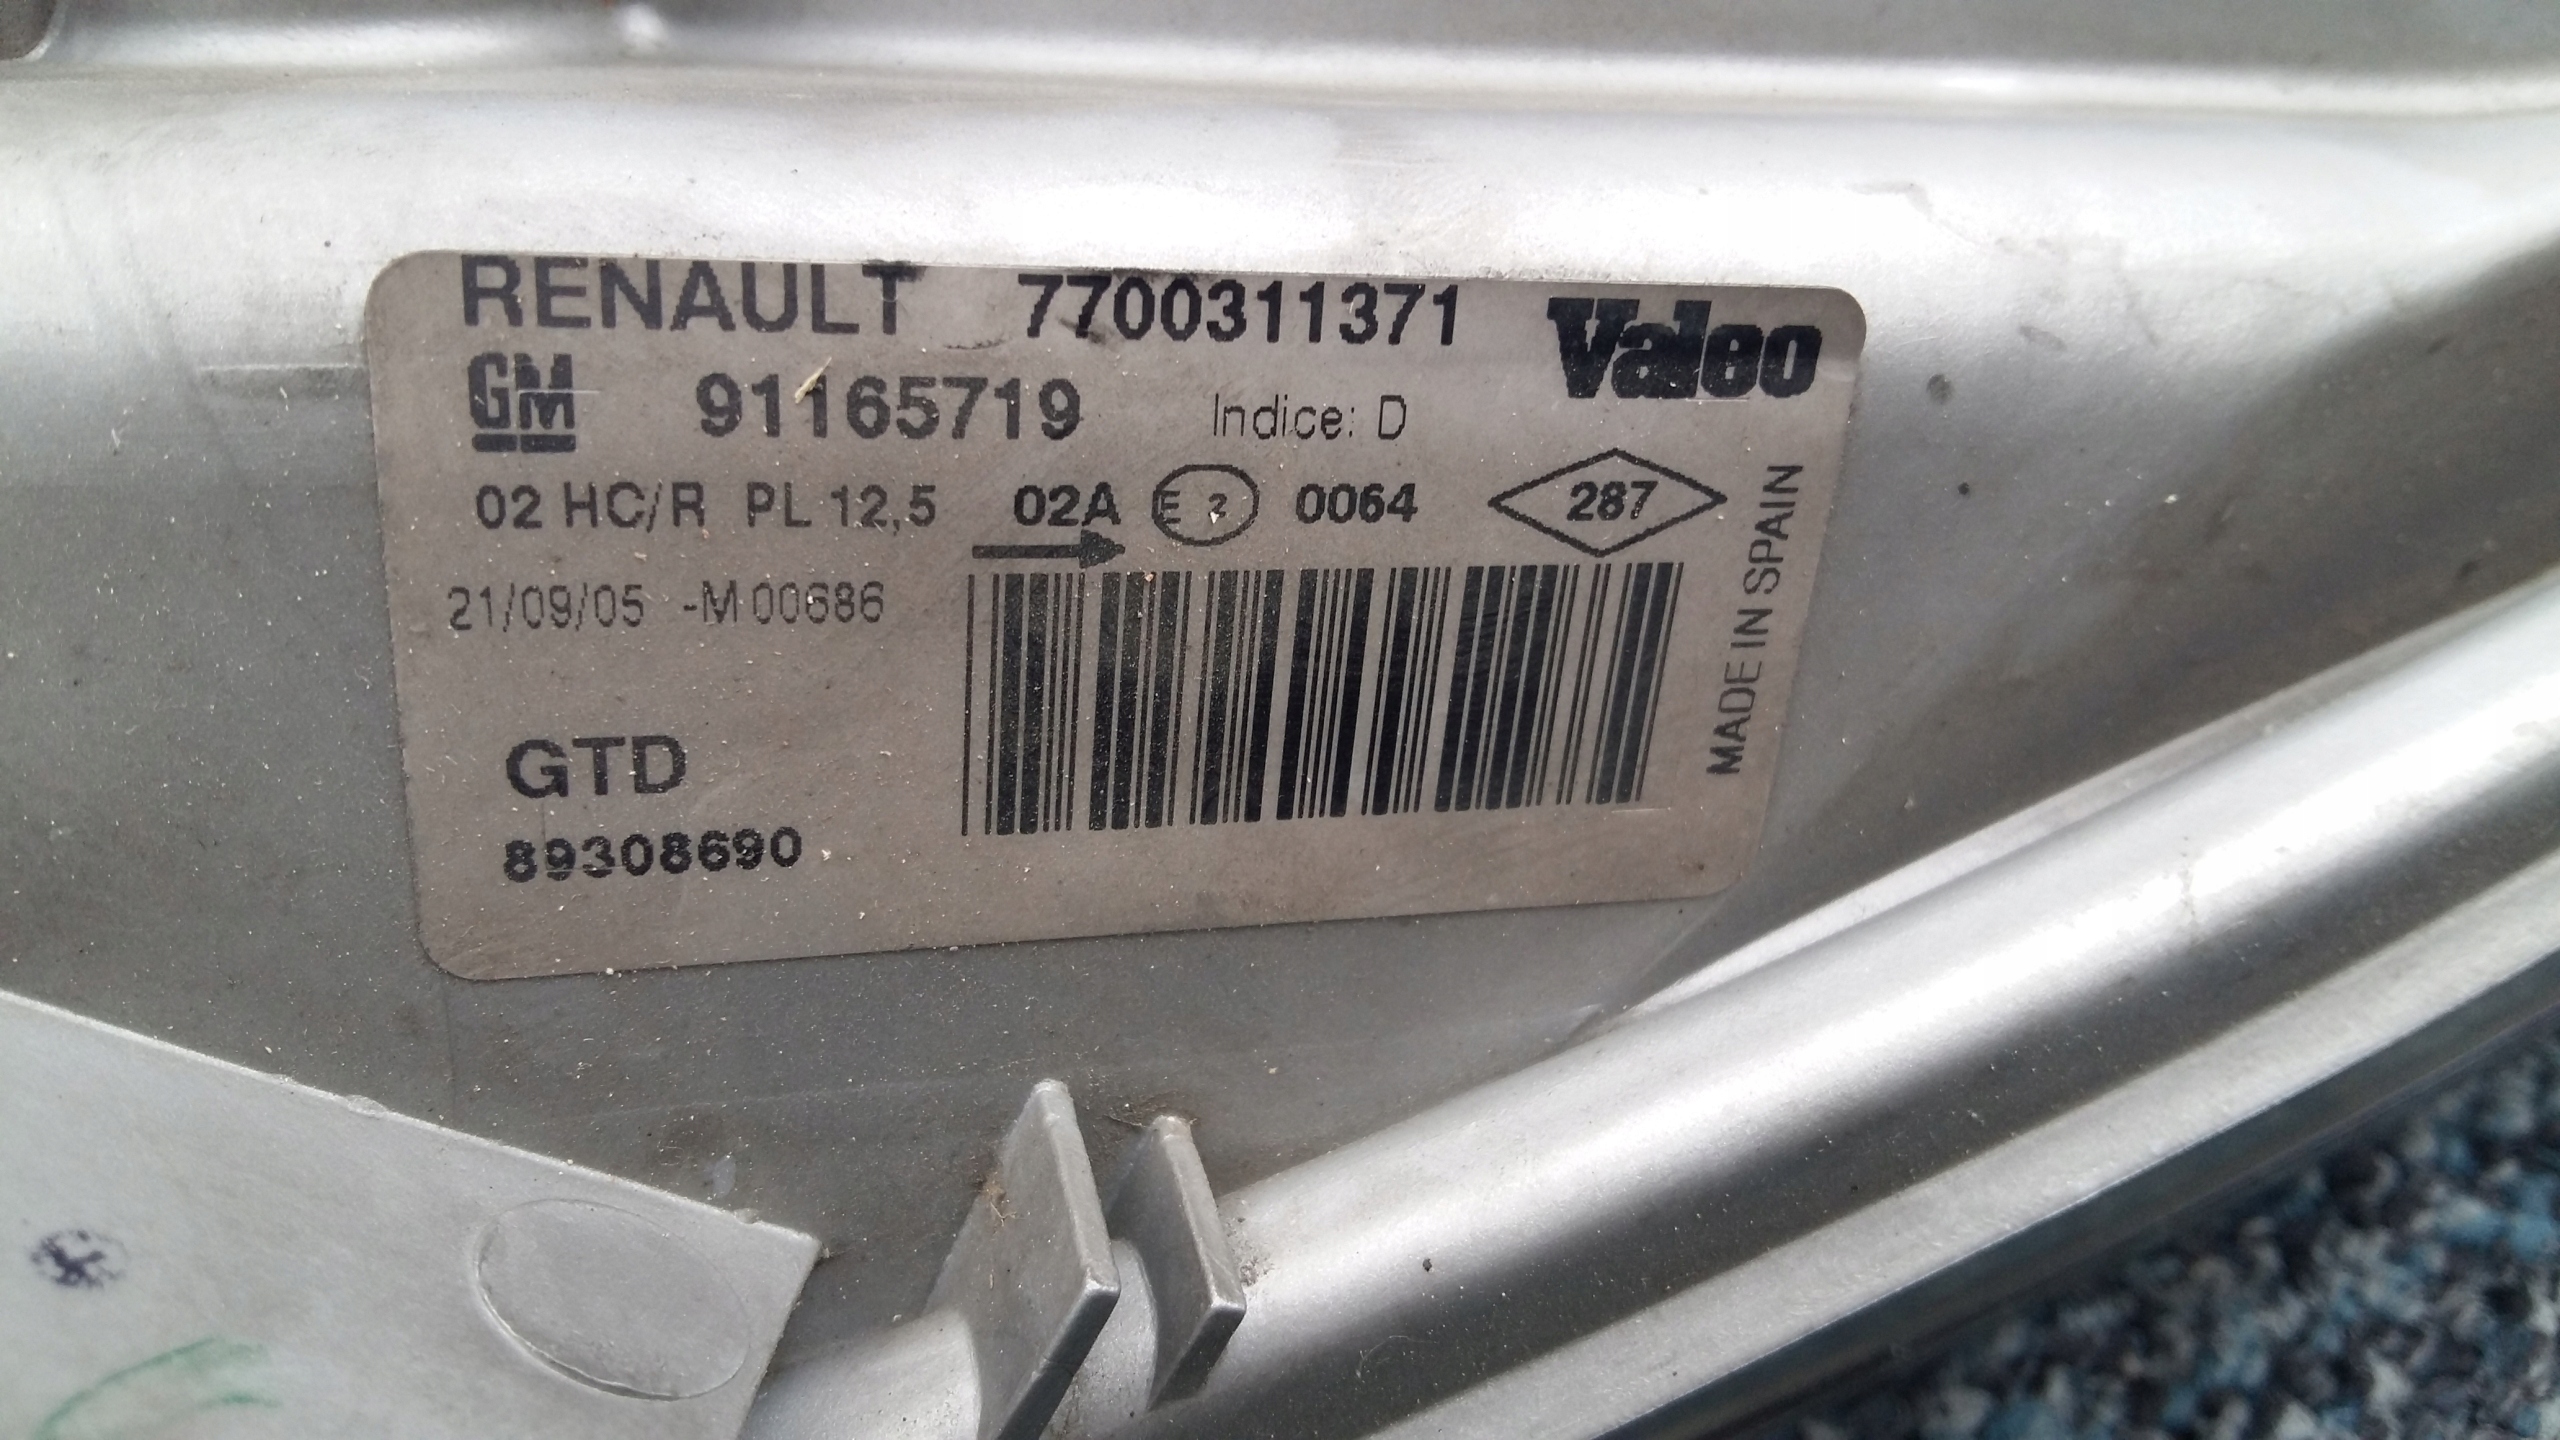 RENAULT 7700311371 Valeo
GM 91165719 Indice: D
02 HC/R PL 12,5 02A E 2 0064 287
21/09/05 -M 00686
GTD
89308690
MADE IN SPAIN